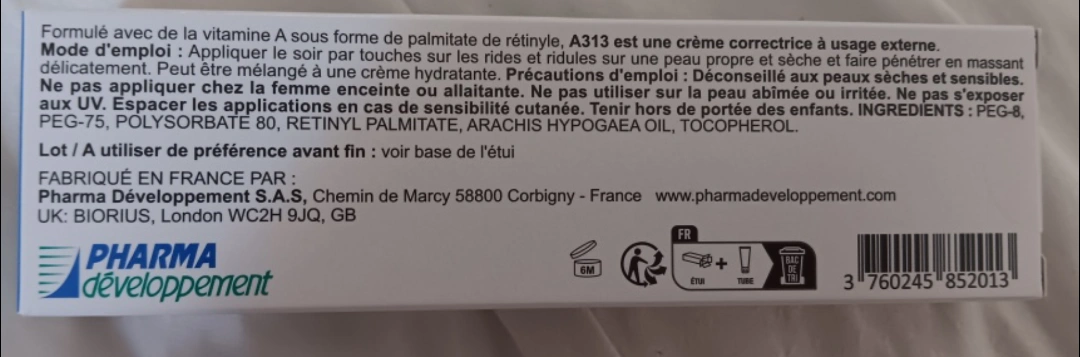 Formulé avec de la vitamine A sous forme de palmitate de rétinyle, A313 est une crème correctrice à usage externe.
Mode d'emploi : Appliquer le soir par touches sur les rides et ridules sur une peau propre et sèche et faire pénétrer en massant
délicatement. Peut être mélangé à une crème hydratante. Précautions d'emploi : Déconseillé aux peaux sèches et sensibles.
Ne pas appliquer chez la femme enceinte ou allaitante. Ne pas utiliser sur la peau abîmée ou irritée. Ne pas s'exposer
aux UV. Espacer les applications en cas de sensibilité cutanée. Tenir hors de portée des enfants. INGREDIENTS : PEG-8,
PEG-75, POLYSORBATE 80, RETINYL PALMITATE, ARACHIS HYPOGAEA OIL, TOCOPHEROL.
Lot / A utiliser de préférence avant fin : voir base de l'étui
FABRIQUÉ EN FRANCE PAR :
Pharma Développement S.A.S, Chemin de Marcy 58800 Corbigny - France www.pharmadeveloppement.com
UK: BIORIUS, London WC2H 9JQ, GB
PHARMA
développement
6M
FR
+
ÉTUI
TUBE
BAC
DE
TRI
3 760245 852013